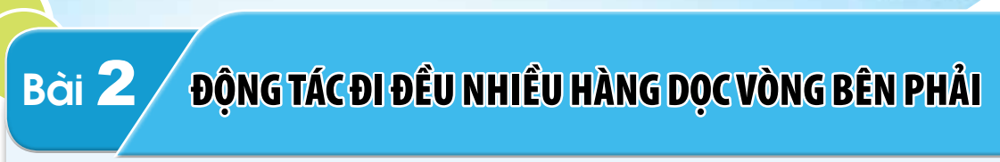 Bài 2
ĐỘNG TÁC ĐI ĐỀU NHIỀU HÀNG DỌC VÒNG BÊN PHẢI